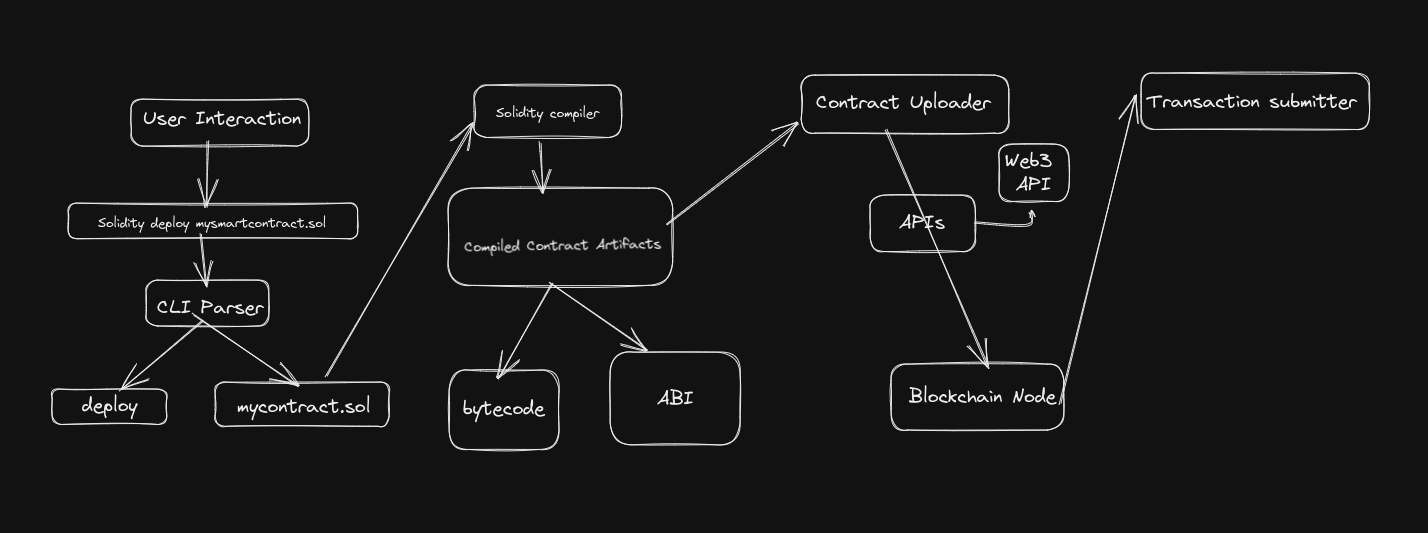 User Interaction
Solidity deploy mysmartcontract.sol
CLI Parser
deploy
mycontract.sol
Solidity compiler
Compiled Contract Artifacts
bytecode
ABI
Contract Uploader
Web3
API
APIs
Blockchain Node
Transaction submitter